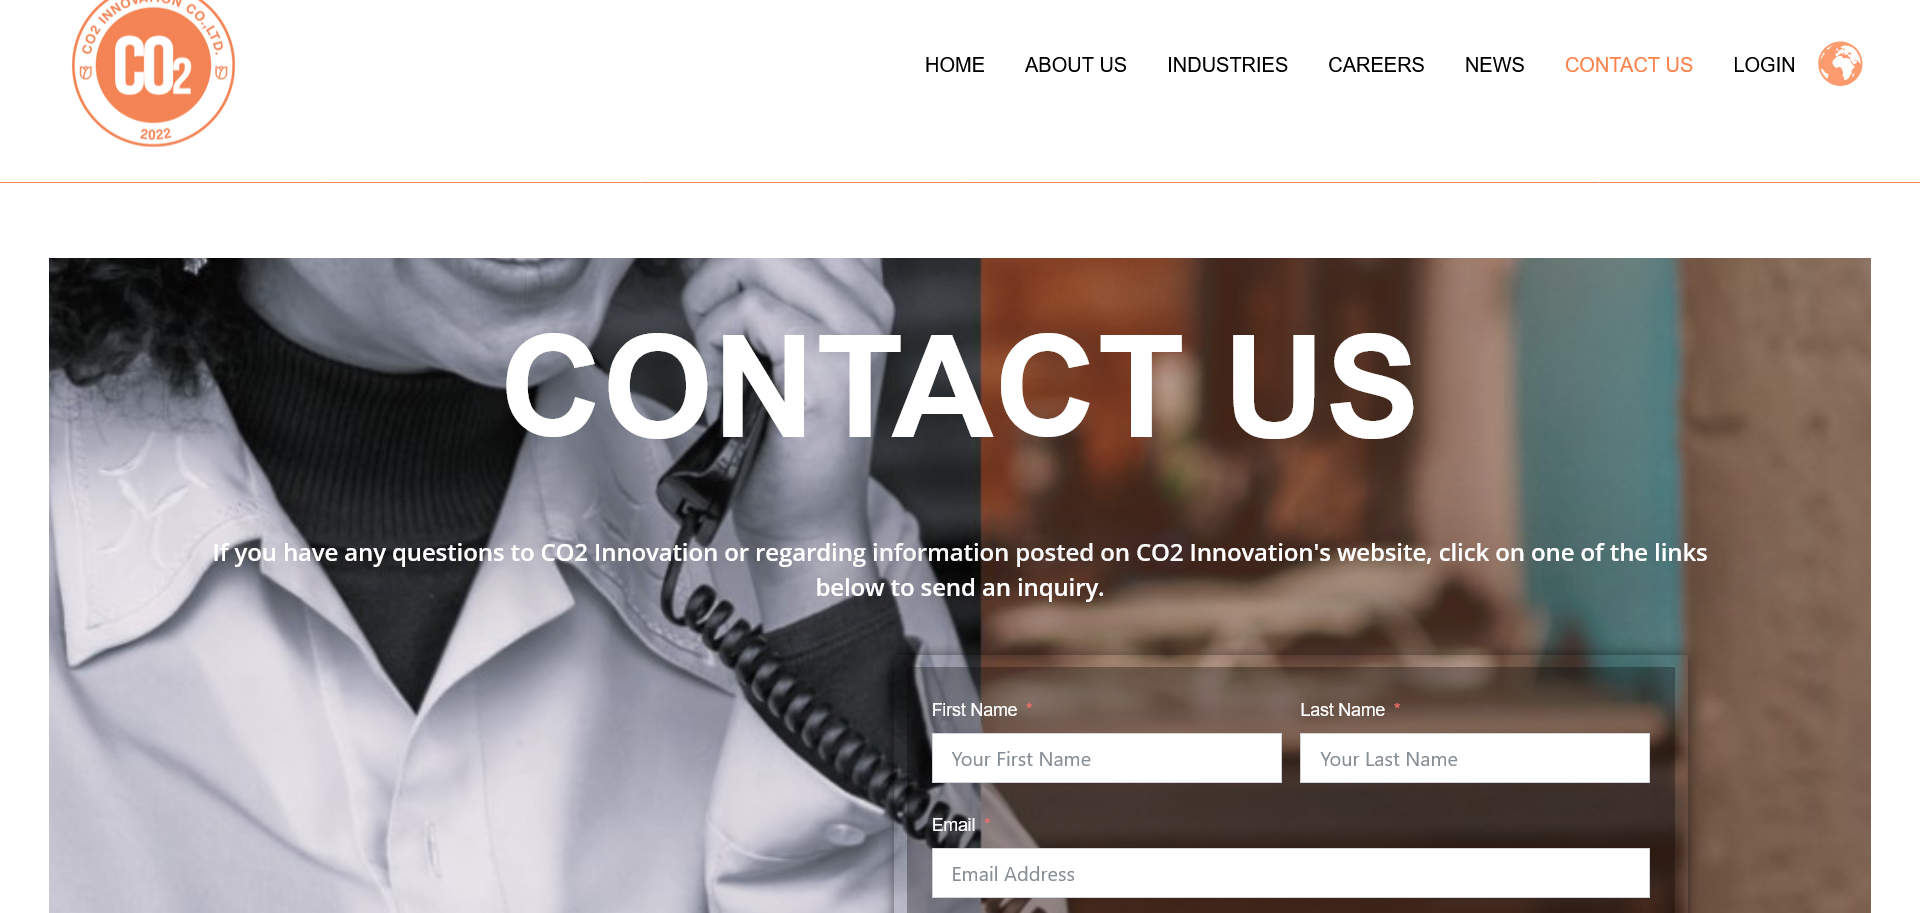 CO2 INNOVATION CO.,LTD.
CO2
2022
HOME ABOUT US INDUSTRIES CAREERS NEWS CONTACT US LOGIN
CONTACT US
If you have any questions to CO2 Innovation or regarding information posted on CO2 Innovation's website, click on one of the links
below to send an inquiry.
First Name * Last Name *
Your First Name Your Last Name
Email *
Email Address